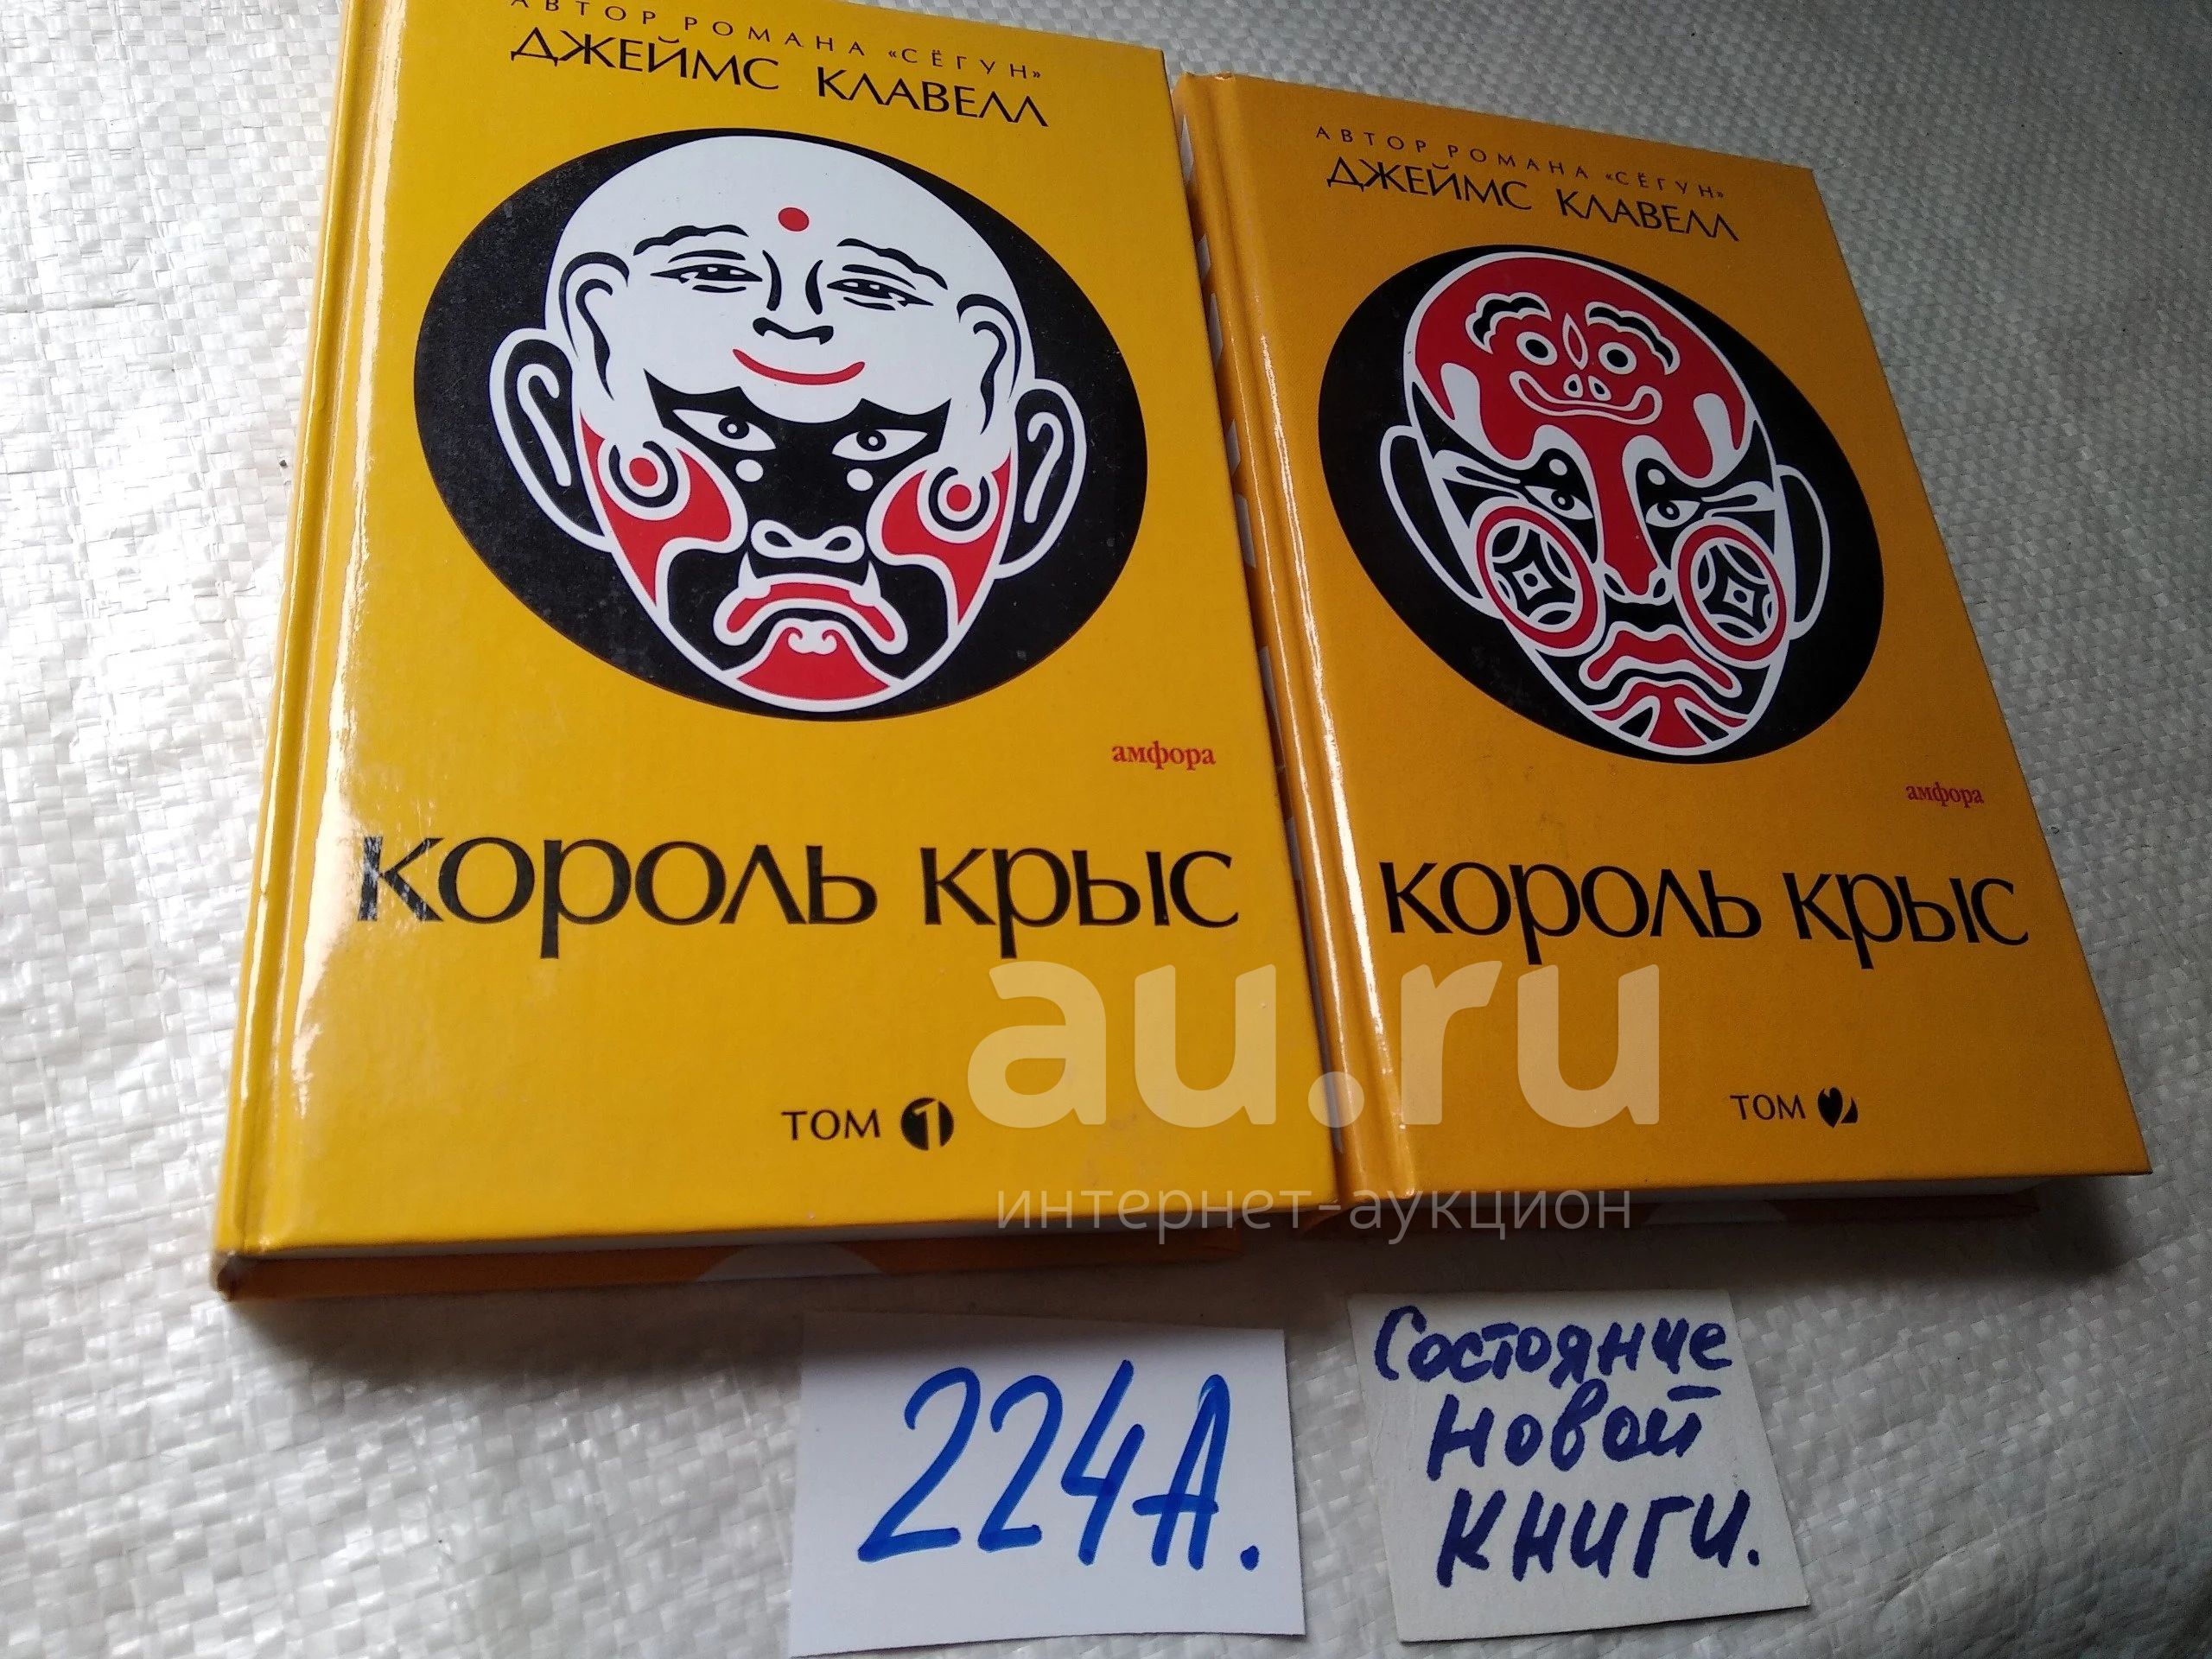 АВТОР РОМАНА «СЁГУН»
ДЖЕЙМС КЛАВЕЛЛ
амфора
король крыс
ТОМ 1
АВТОР РОМАНА «СЁГУН»
ДЖЕЙМС КЛАВЕЛЛ
амфора
король крыс
ТОМ 2
au.ru
интернет-аукцион
224А.
Состояние
новой
книги.